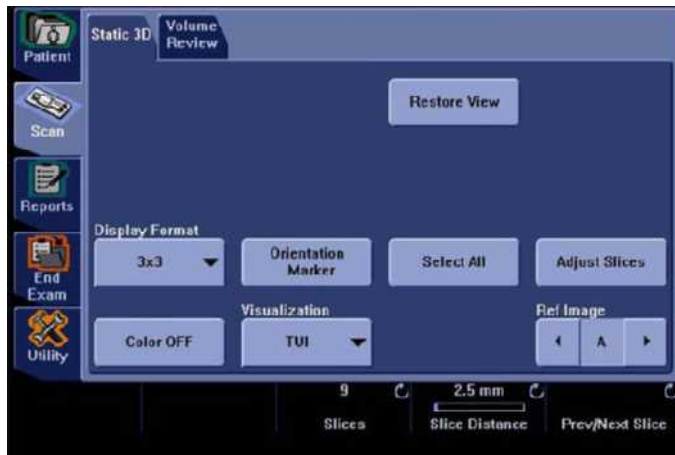 Patient
Static 3D
Volume
Review
Restore View
Scan
Reports
Display Format
3x3
Orientation
Marker
Select All
Adjust Slices
End
Exam
Visualization
Ref Image
Utility
Color OFF
TUI
A
9
2.5 mm
Slices
Slice Distance
Prev/Next Slice